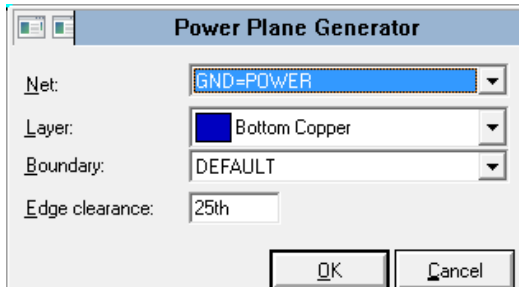 Power Plane Generator
Net: GND=POWER
Layer: Bottom Copper
Boundary: DEFAULT
Edge clearance: 25th
OK Cancel